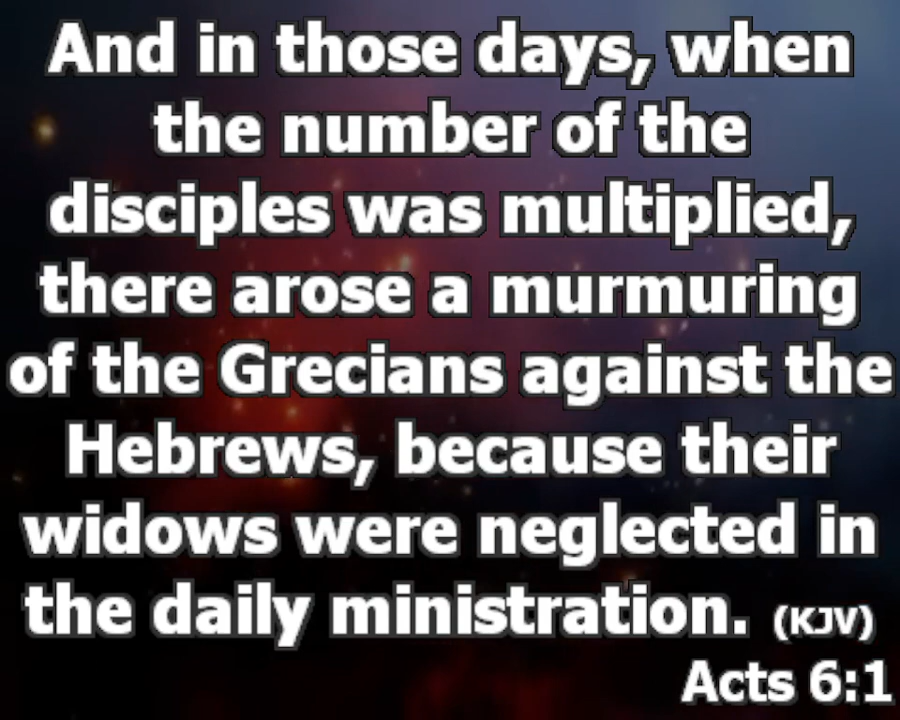 And in those days, when
the number of the
disciples was multiplied,
there arose a murmuring
of the Grecians against the
Hebrews, because their
widows were neglected in
the daily ministration. (KJV)
Acts 6:1